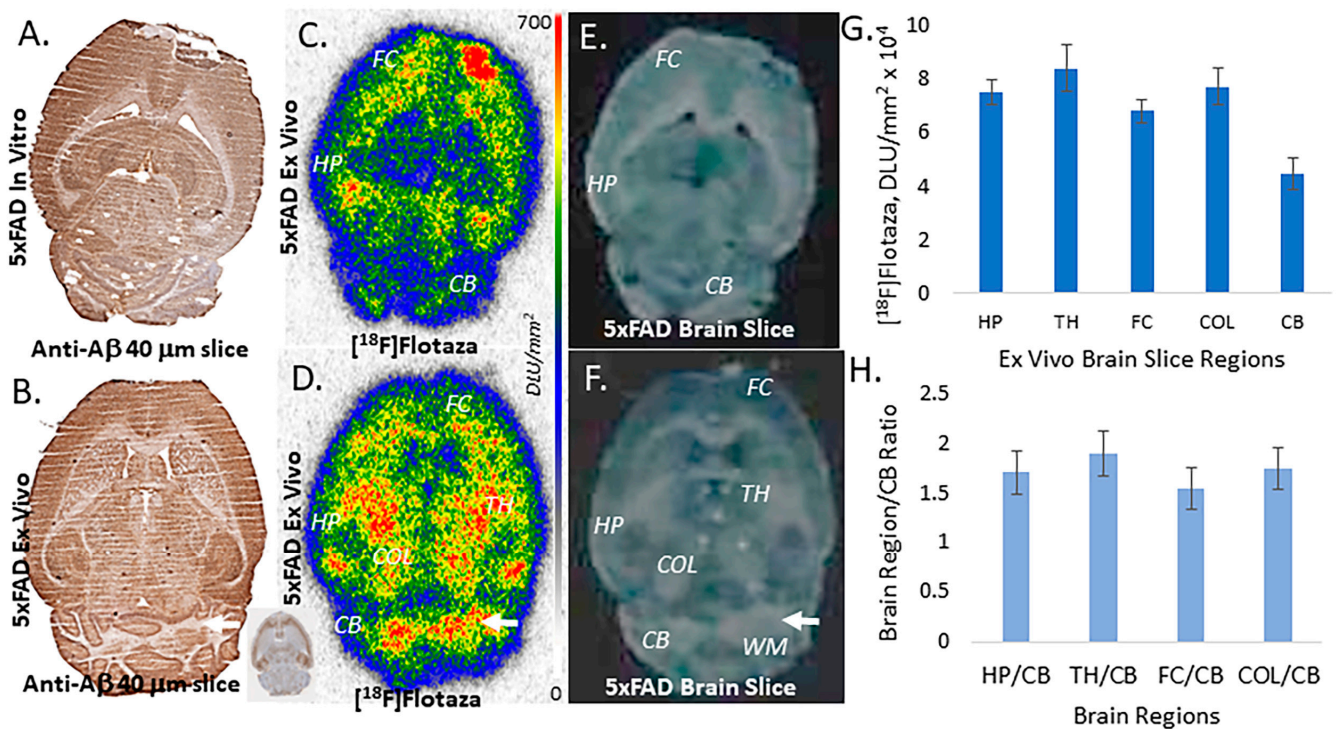 A.
5xFAD In Vitro
Anti-Aβ 40 μm slice
B.
5xFAD Ex Vivo
Anti-Aβ 40 μm slice
C.
5xFAD Ex Vivo
FC
HP
CB
[¹⁸F]Flotaza
700
DLU/mm²
0
D.
5xFAD Ex Vivo
FC
TH
HP
COL
CB
[¹⁸F]Flotaza
E.
FC
HP
CB
5xFAD Brain Slice
F.
FC
TH
HP
COL
CB
WM
5xFAD Brain Slice
G.
[¹⁸F]Flotaza, DLU/mm² x 10⁴
10
8
6
4
2
0
HP TH FC COL CB
Ex Vivo Brain Slice Regions
H.
Brain Region/CB Ratio
2.5
2
1.5
1
0.5
0
HP/CB TH/CB FC/CB COL/CB
Brain Regions